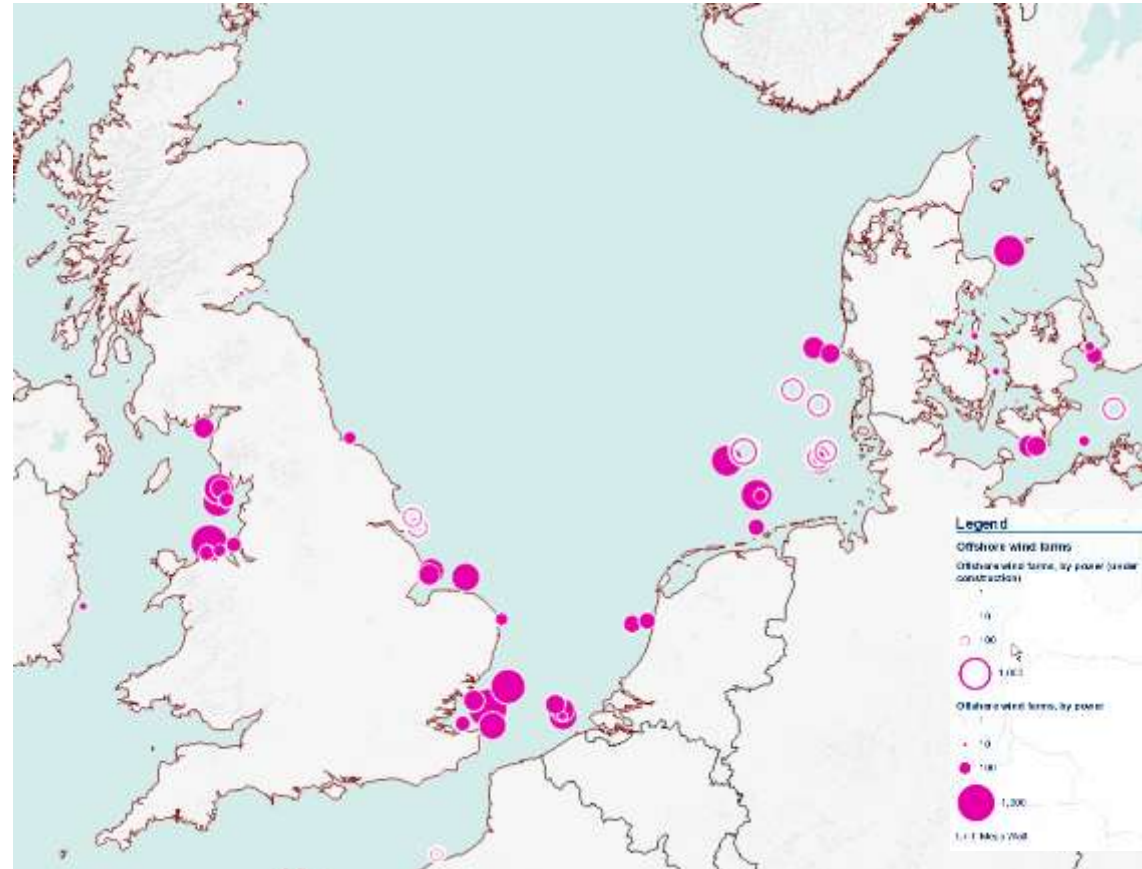 Legend
Offshore wind farms
Offshore wind farms, by power (under
construction)
10
100
Offshore wind farms, by power
10
100